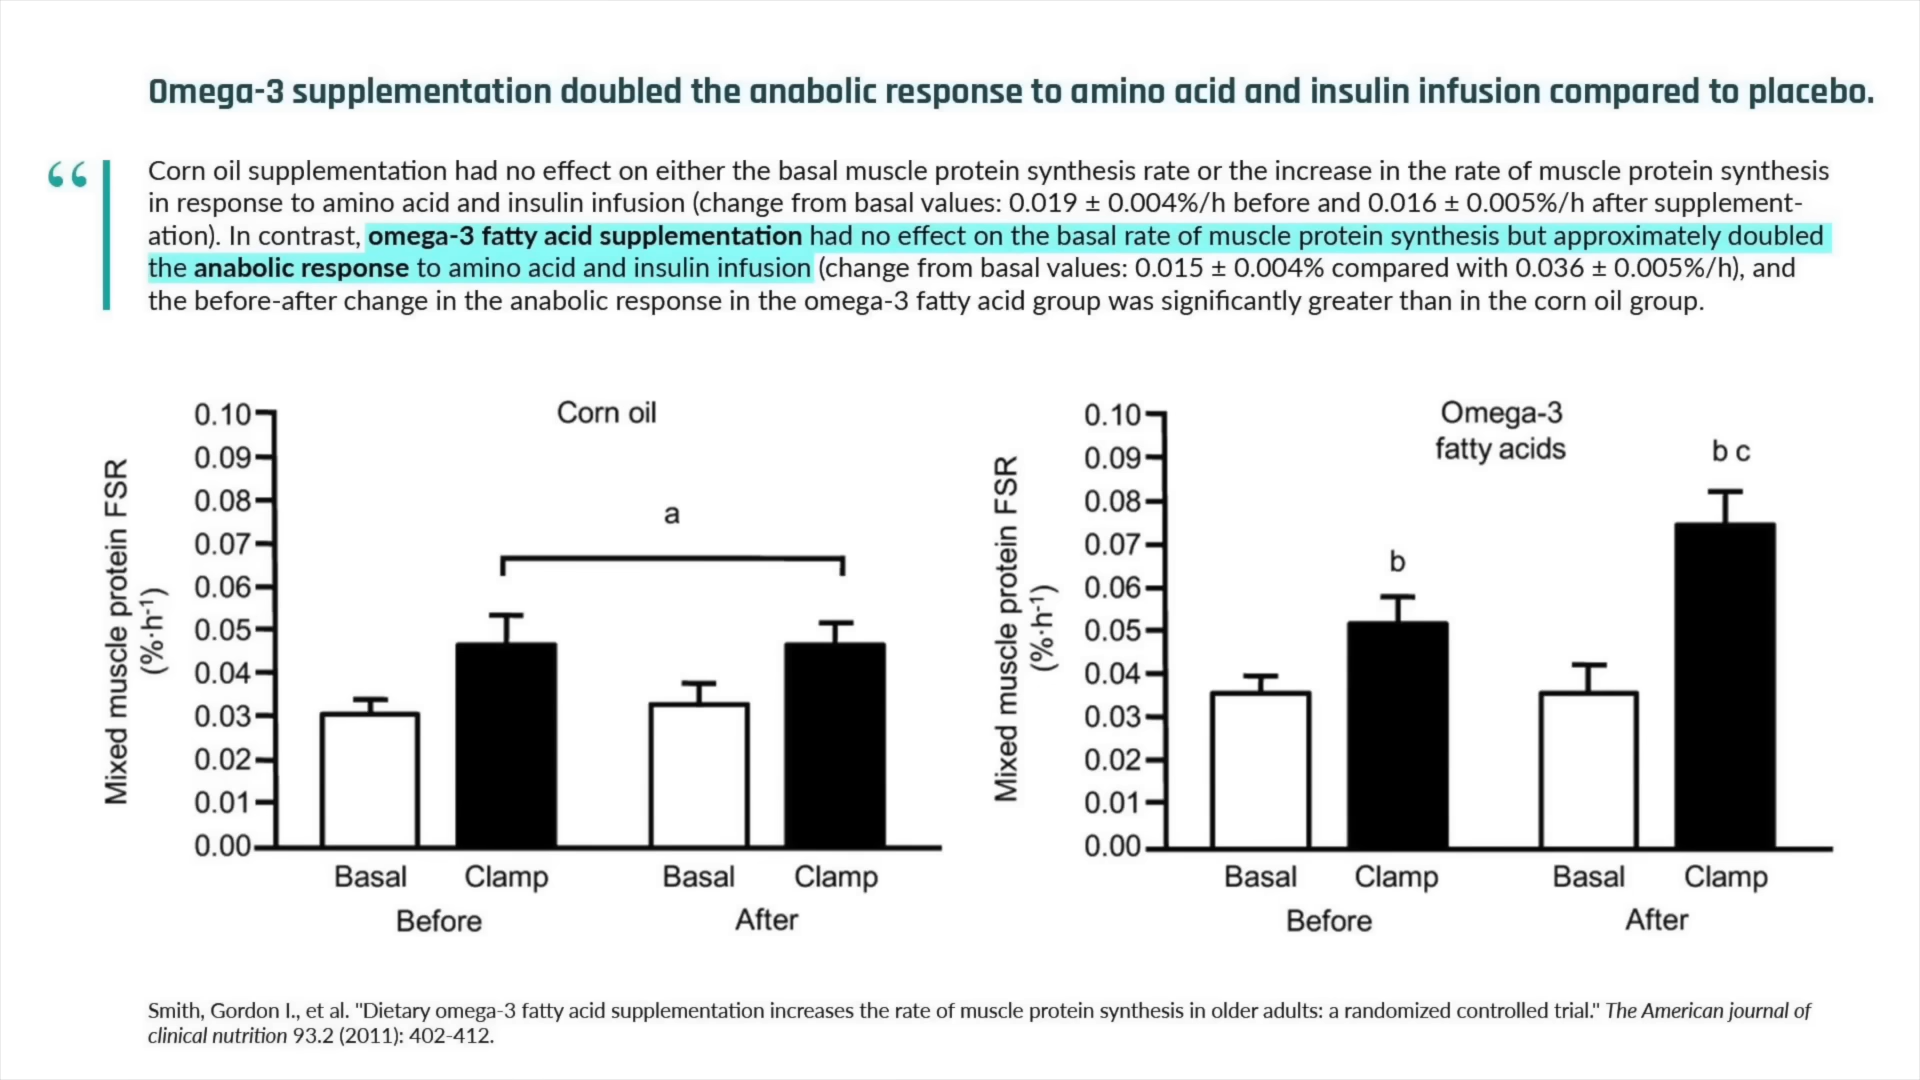 Omega-3 supplementation doubled the anabolic response to amino acid and insulin infusion compared to placebo.
“
Corn oil supplementation had no effect on either the basal muscle protein synthesis rate or the increase in the rate of muscle protein synthesis
in response to amino acid and insulin infusion (change from basal values: 0.019 ± 0.004%/h before and 0.016 ± 0.005%/h after supplement-
ation). In contrast, omega-3 fatty acid supplementation had no effect on the basal rate of muscle protein synthesis but approximately doubled
the anabolic response to amino acid and insulin infusion (change from basal values: 0.015 ± 0.004% compared with 0.036 ± 0.005%/h), and
the before-after change in the anabolic response in the omega-3 fatty acid group was significantly greater than in the corn oil group.
Corn oil
Mixed muscle protein FSR
(%·h⁻¹)
0.10
0.09
0.08
0.07
0.06
0.05
0.04
0.03
0.02
0.01
0.00
a
Basal Clamp Basal Clamp
Before After
Omega-3
fatty acids
Mixed muscle protein FSR
(%·h⁻¹)
0.10
0.09
0.08
0.07
0.06
0.05
0.04
0.03
0.02
0.01
0.00
b
b c
Basal Clamp Basal Clamp
Before After
Smith, Gordon I., et al. "Dietary omega-3 fatty acid supplementation increases the rate of muscle protein synthesis in older adults: a randomized controlled trial." The American journal of
clinical nutrition 93.2 (2011): 402-412.